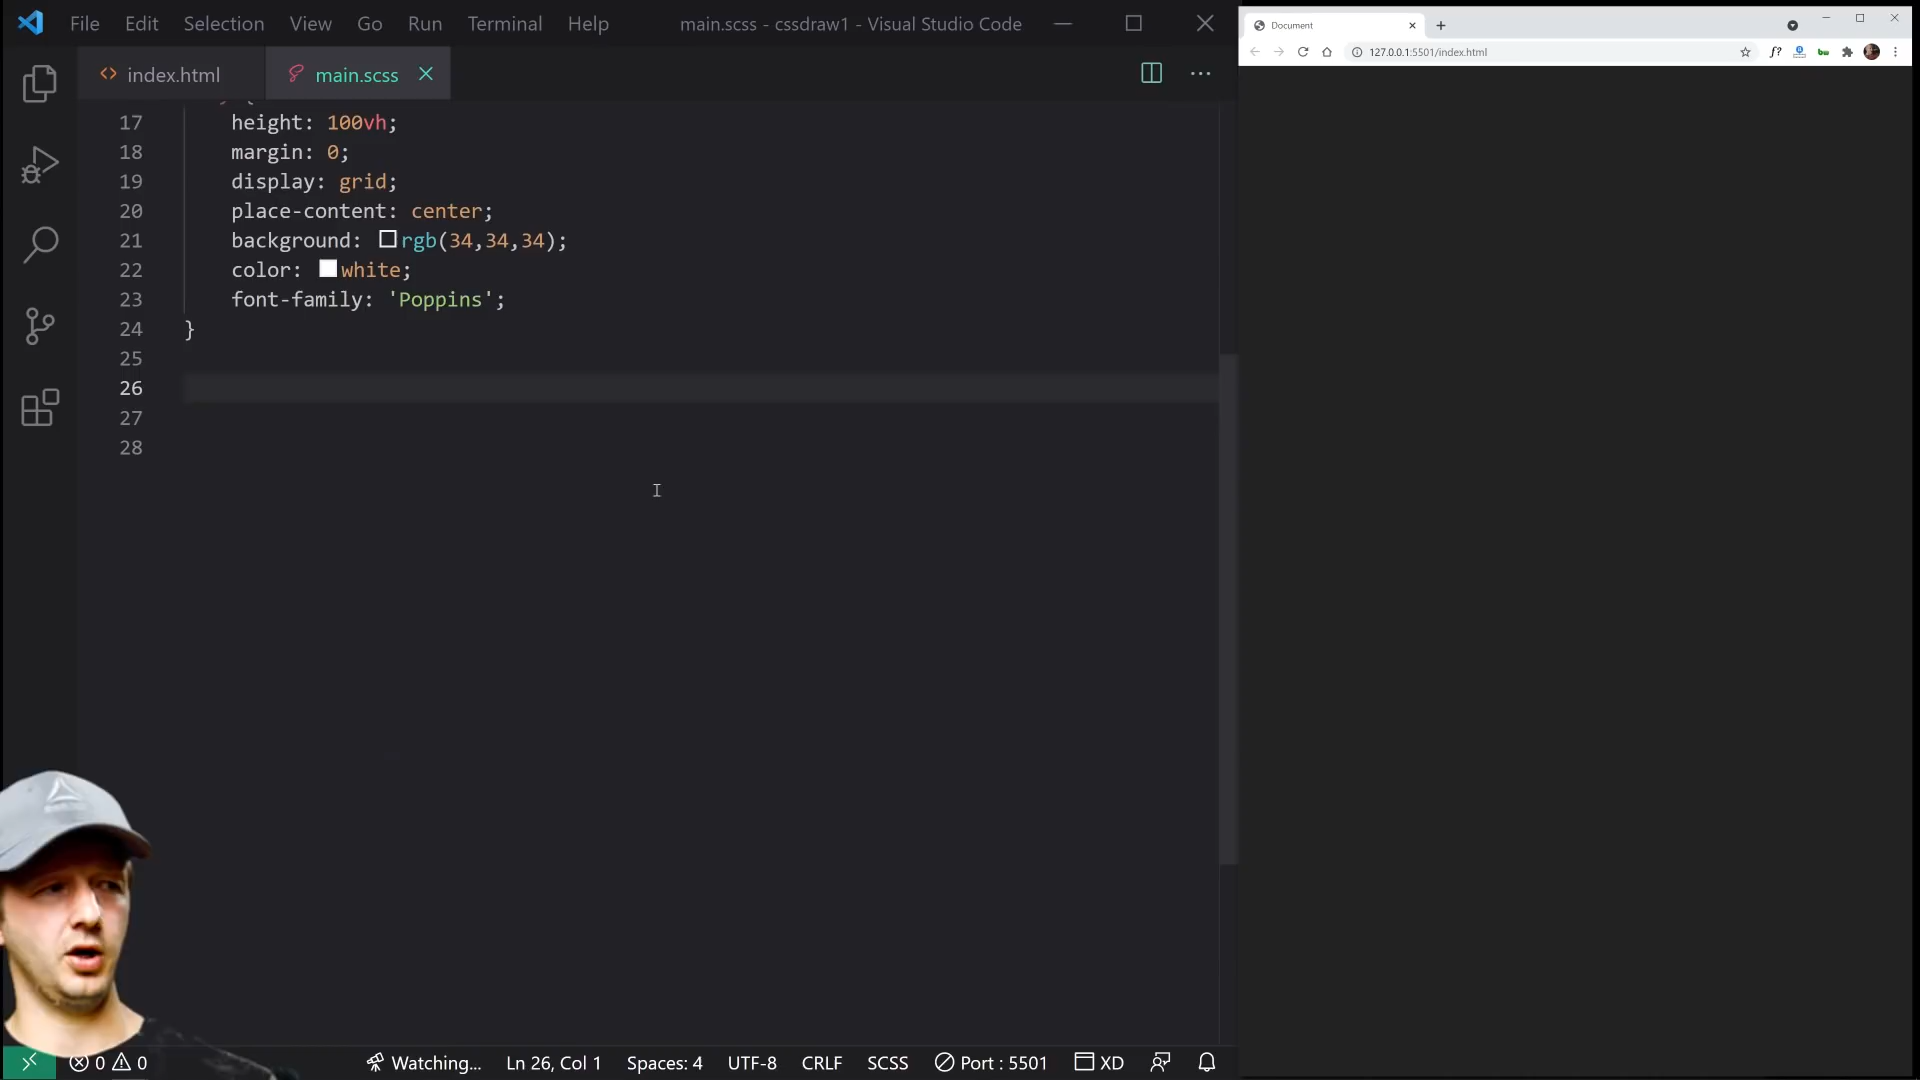 File Edit Selection View Go Run Terminal Help main.scss - cssdraw1 - Visual Studio Code
index.html main.scss
17 height: 100vh;
18 margin: 0;
19 display: grid;
20 place-content: center;
21 background: rgb(34,34,34);
22 color: white;
23 font-family: 'Poppins';
24 }
25
26
27
28
0 0 Watching... Ln 26, Col 1 Spaces: 4 UTF-8 CRLF SCSS Port : 5501 XD
Document
127.0.0.1:5501/index.html